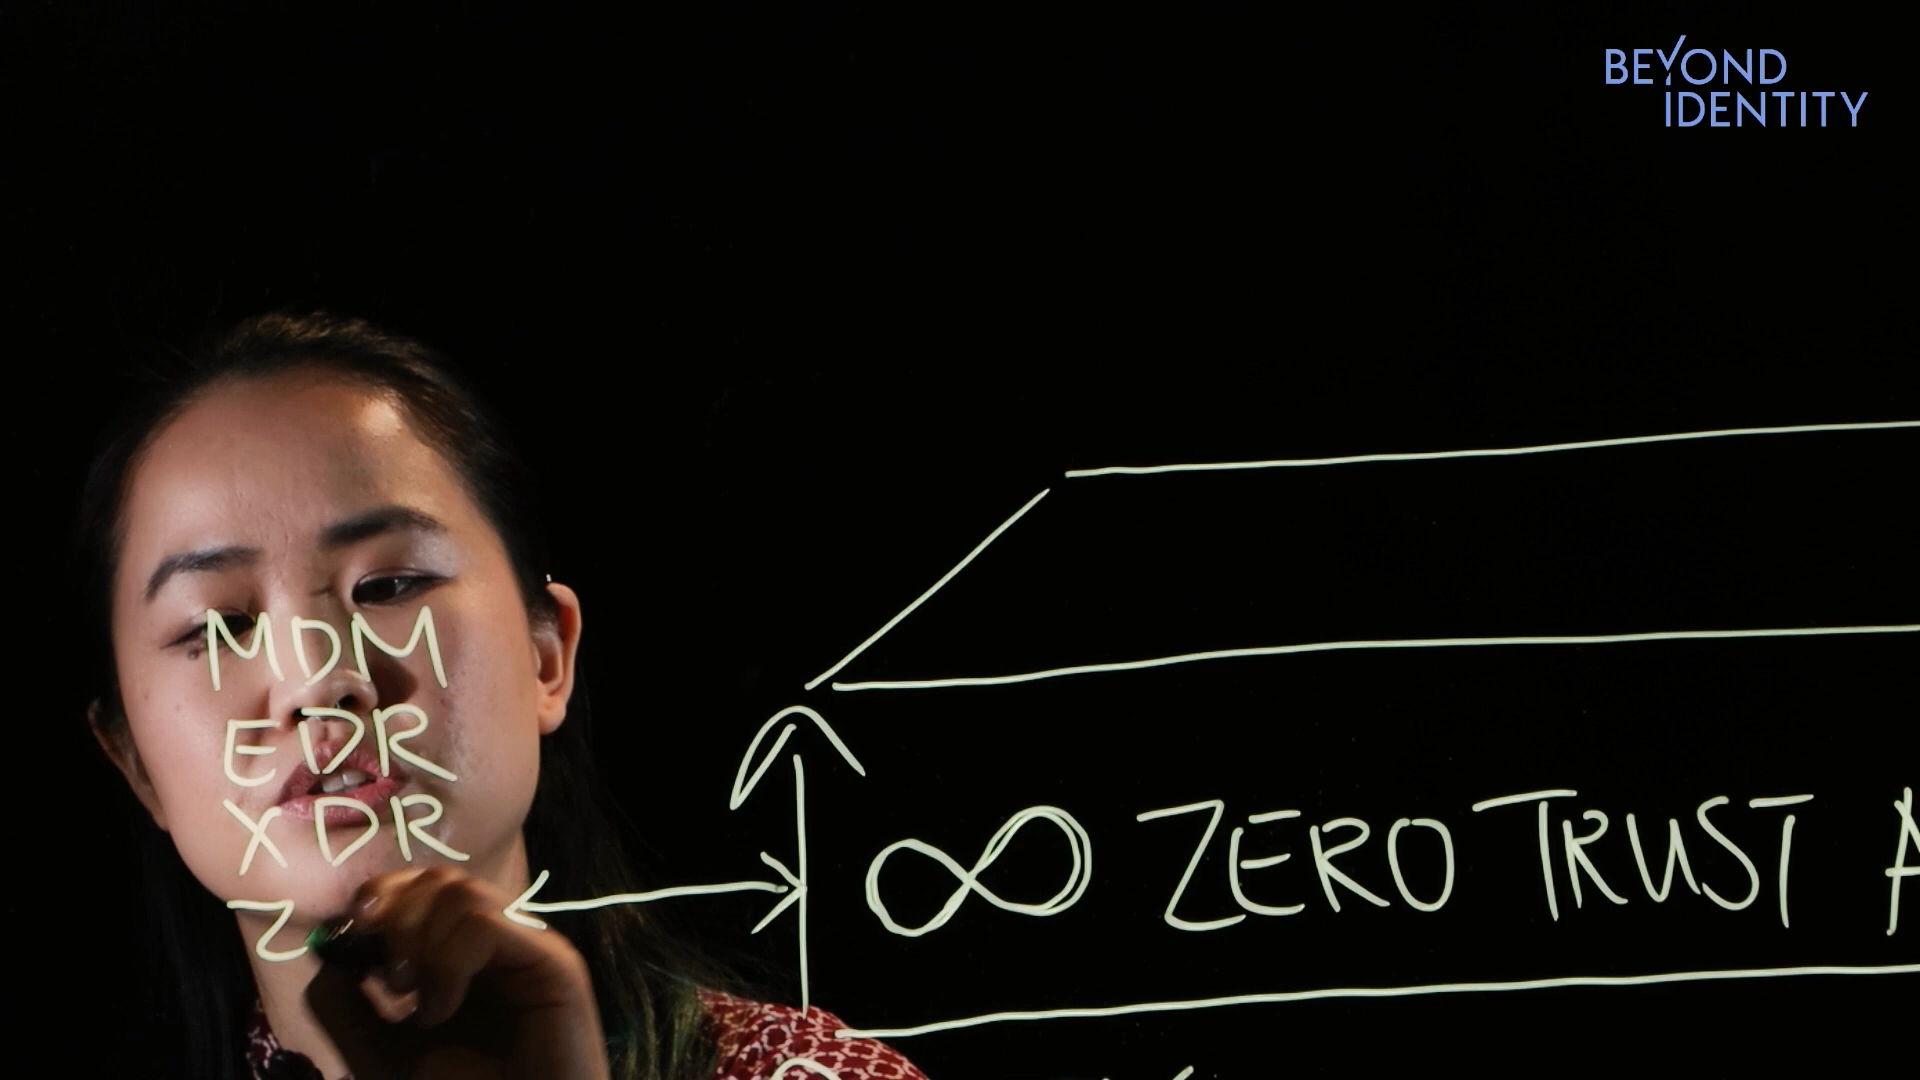 BEYOND
IDENTITY
MDM
EDR
XDR
Z
∞ ZERO TRUST A